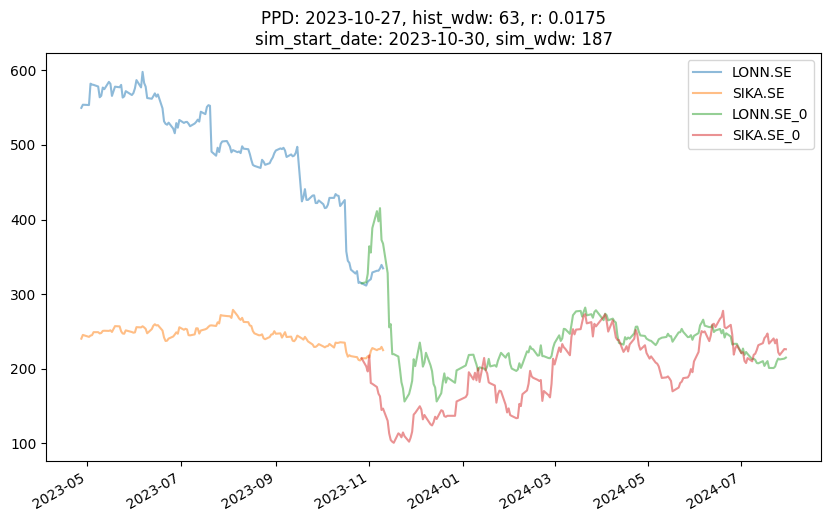 PPD: 2023-10-27, hist_wdw: 63, r: 0.0175
sim_start_date: 2023-10-30, sim_wdw: 187
LONN.SE
SIKA.SE
LONN.SE_0
SIKA.SE_0
600
500
400
300
200
100
2023-05
2023-07
2023-09
2023-11
2024-01
2024-03
2024-05
2024-07